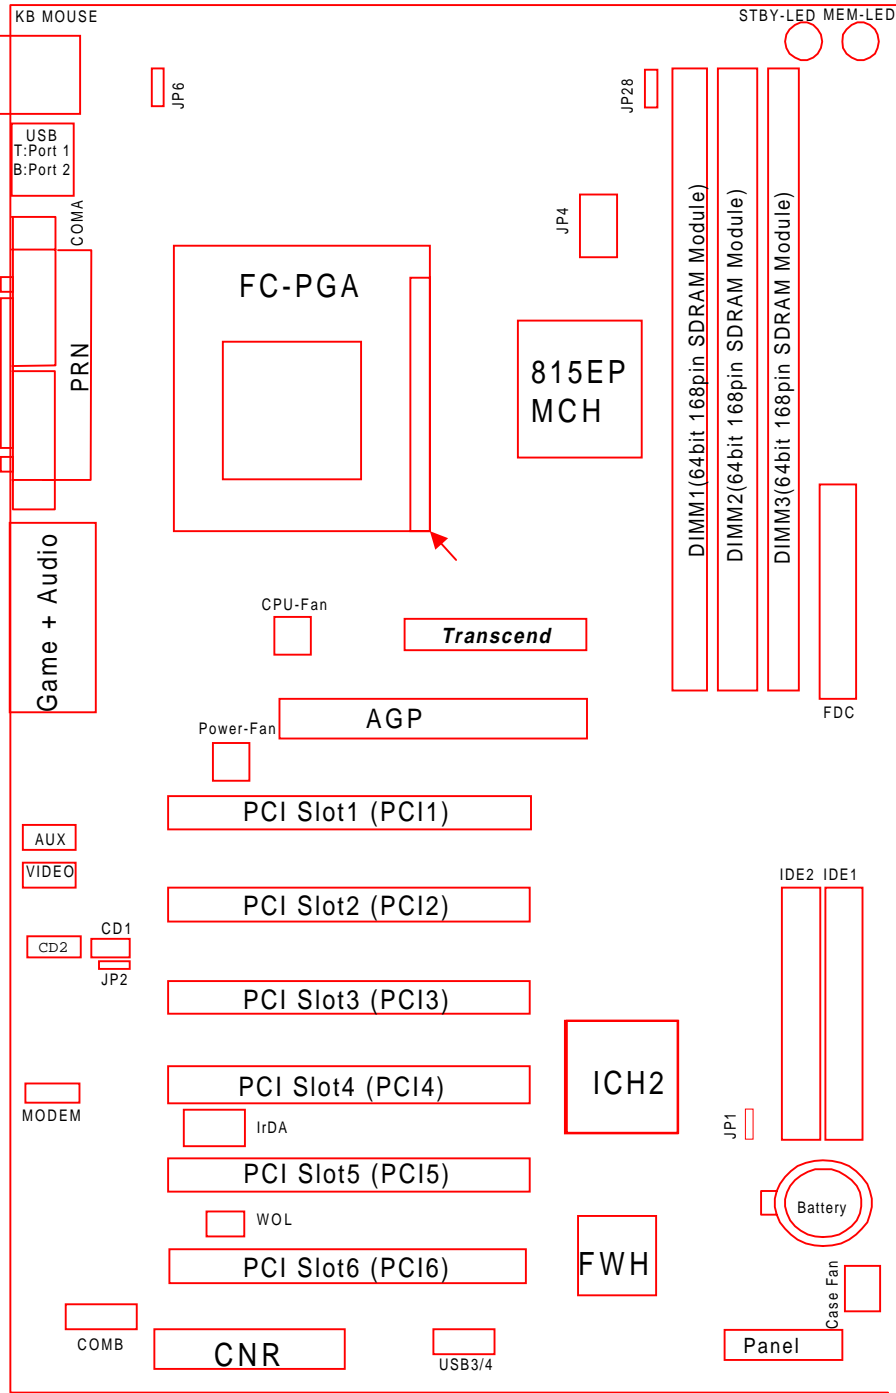 KB MOUSE
STBY-LED MEM-LED
JP6
JP28
USB
T:Port 1
B:Port 2
COMA
JP4
FC-PGA
PRN
815EP
MCH
DIMM1(64bit 168pin SDRAM Module)
DIMM2(64bit 168pin SDRAM Module)
DIMM3(64bit 168pin SDRAM Module)
Game + Audio
CPU-Fan
Transcend
AGP
FDC
Power-Fan
PCI Slot1 (PCI1)
AUX
VIDEO
IDE2 IDE1
PCI Slot2 (PCI2)
CD1
CD2
JP2
PCI Slot3 (PCI3)
PCI Slot4 (PCI4)
ICH2
MODEM
IrDA
JP1
PCI Slot5 (PCI5)
Battery
WOL
PCI Slot6 (PCI6)
FWH
Case Fan
COMB
CNR
USB3/4
Panel